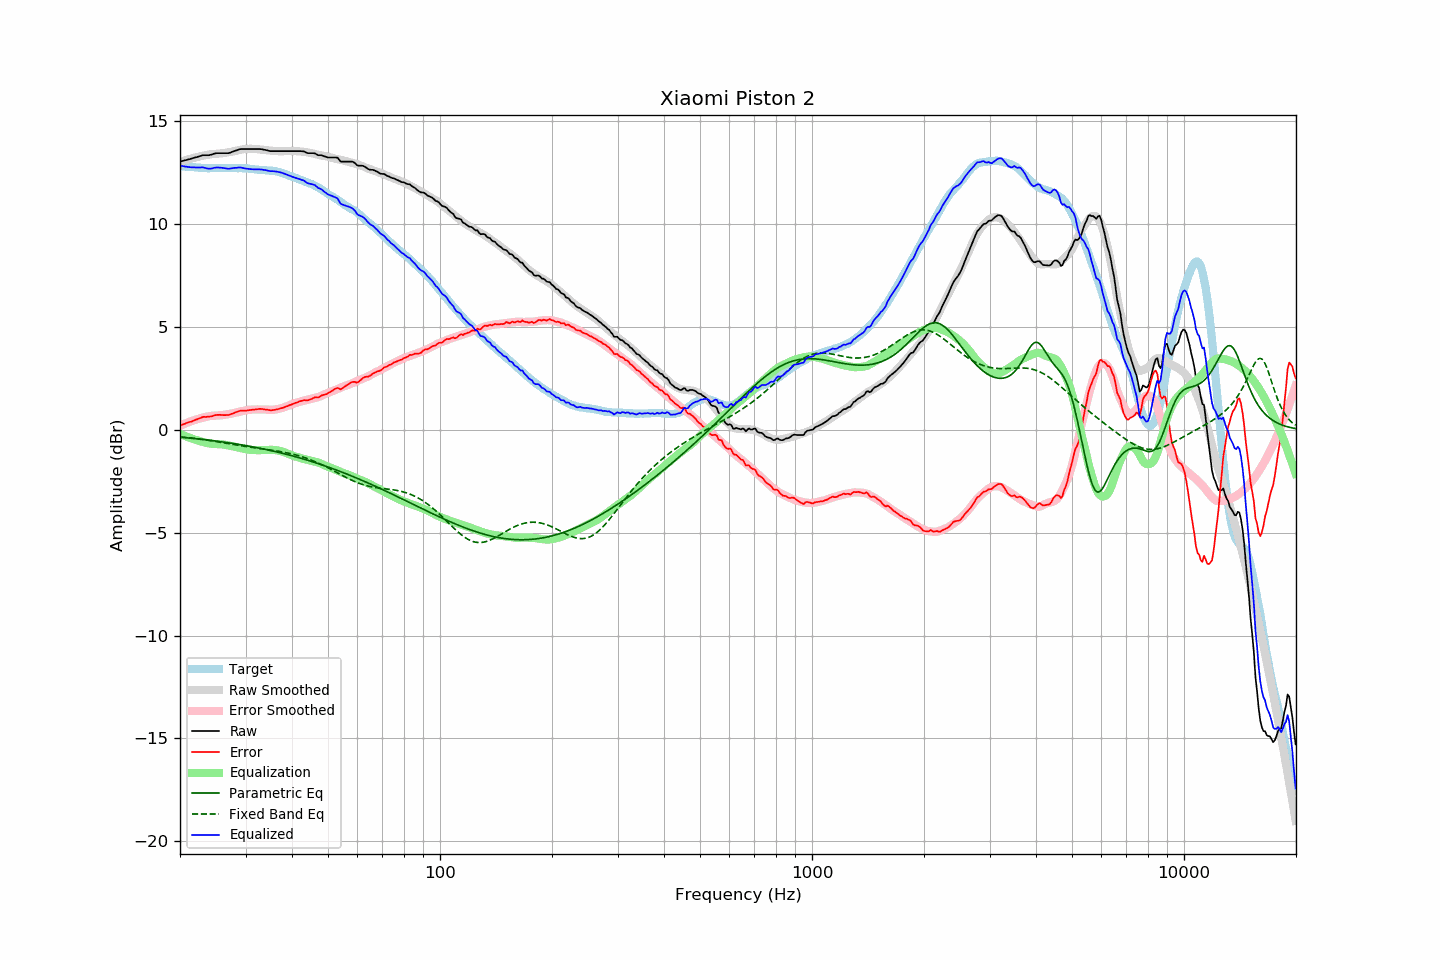 Xiaomi Piston 2
15
10
5
0
−5
−10
−15
−20
Amplitude (dBr)
100
1000
10000
Frequency (Hz)
Target
Raw Smoothed
Error Smoothed
Raw
Error
Equalization
Parametric Eq
Fixed Band Eq
Equalized